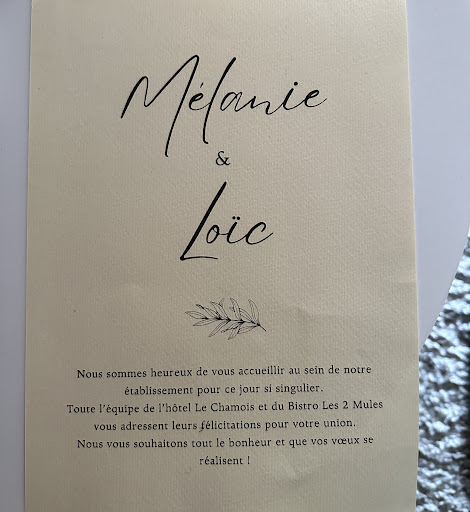 Mélanie
&
Loïc
Nous sommes heureux de vous accueillir au sein de notre
établissement pour ce jour si singulier.
Toute l'équipe de l'hôtel Le Chamois et du Bistro Les 2 Mules
vous adressent leurs félicitations pour votre union.
Nous vous souhaitons tout le bonheur et que vos vœux se
réalisent !